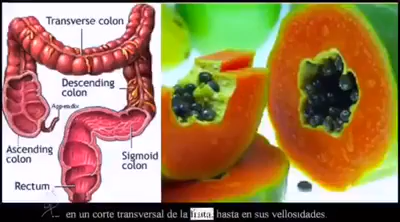 Transverse colon
Descending
colon
Appendix
Ascending
colon
Sigmoid
colon
Rectum
en un corte transversal de la fruta, hasta en sus vellosidades.